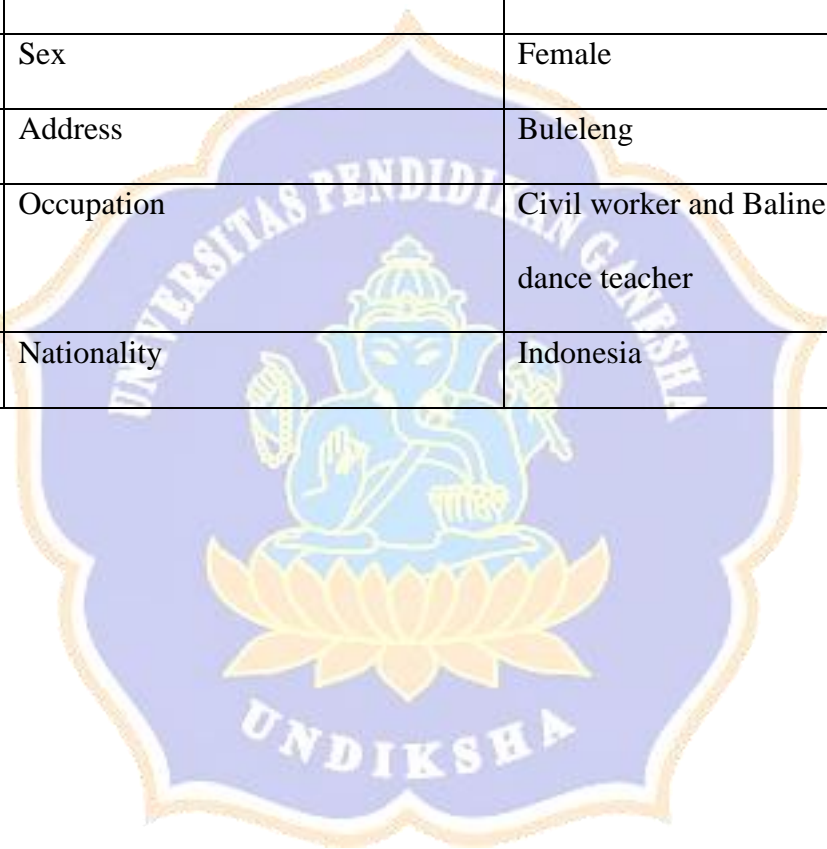 Sex Female
Address Buleleng
Occupation Civil worker and Baline
dance teacher
Nationality Indonesia
UNIVERSITAS PENDIDIKAN GANESHA
UNDIKSHA